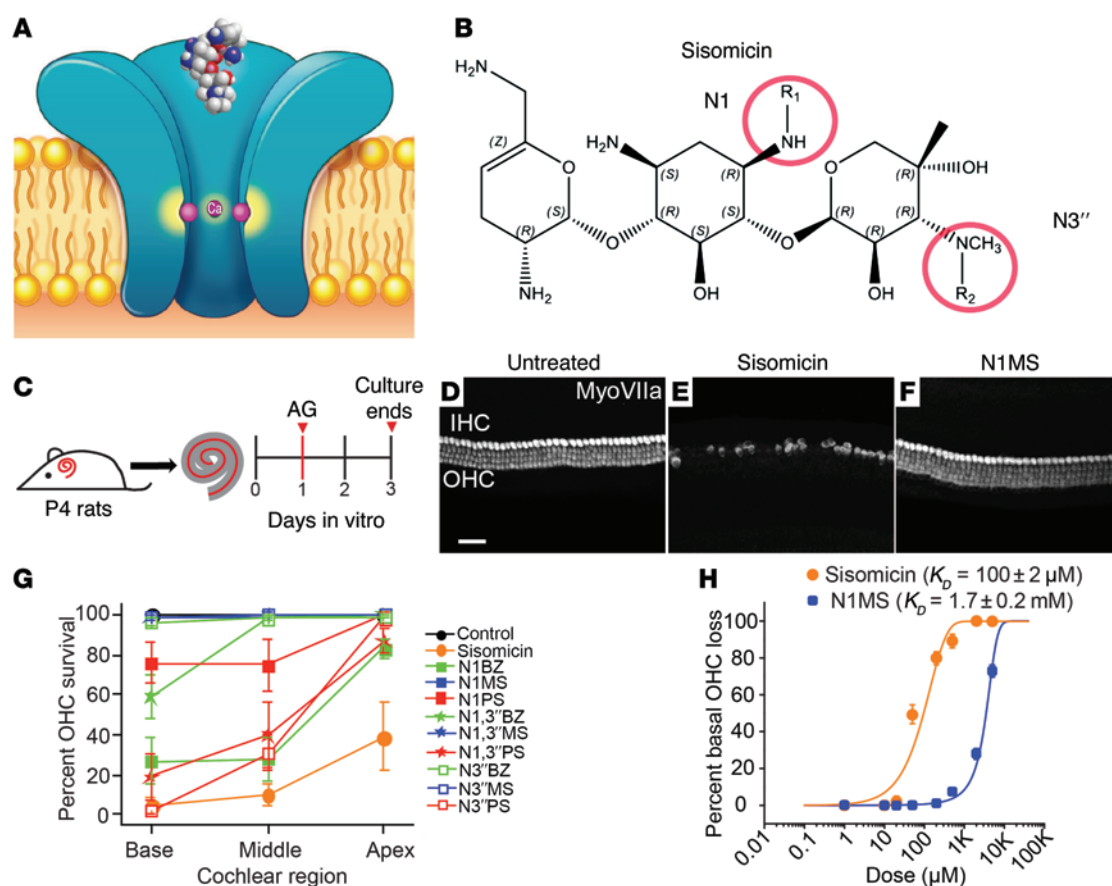 A
Ca
B
Sisomicin
H₂N
N1
R₁
NH
H₂N
(Z)
O
(S)
(R)
O
(R)
OH
(S)
(R)
(S)
(R)
(R)
(R)
N3′′
(R)
O
(S)
O
NCH₃
NH₂
OH
OH
R₂
C
AG
Culture
ends
P4 rats
0 1 2 3
Days in vitro
Untreated
Sisomicin
N1MS
D
MyoVIIa
E
F
IHC
OHC
G
Percent OHC survival
100
80
60
40
20
0
Base Middle Apex
Cochlear region
Control
Sisomicin
N1BZ
N1MS
N1PS
N1,3′′BZ
N1,3′′MS
N1,3′′PS
N3′′BZ
N3′′MS
N3′′PS
H
Sisomicin (K_D = 100 ± 2 µM)
N1MS (K_D = 1.7 ± 0.2 mM)
Percent basal OHC loss
100
80
60
40
20
0
0.01 0.1 1 10 100 1K 10K 100K
Dose (µM)